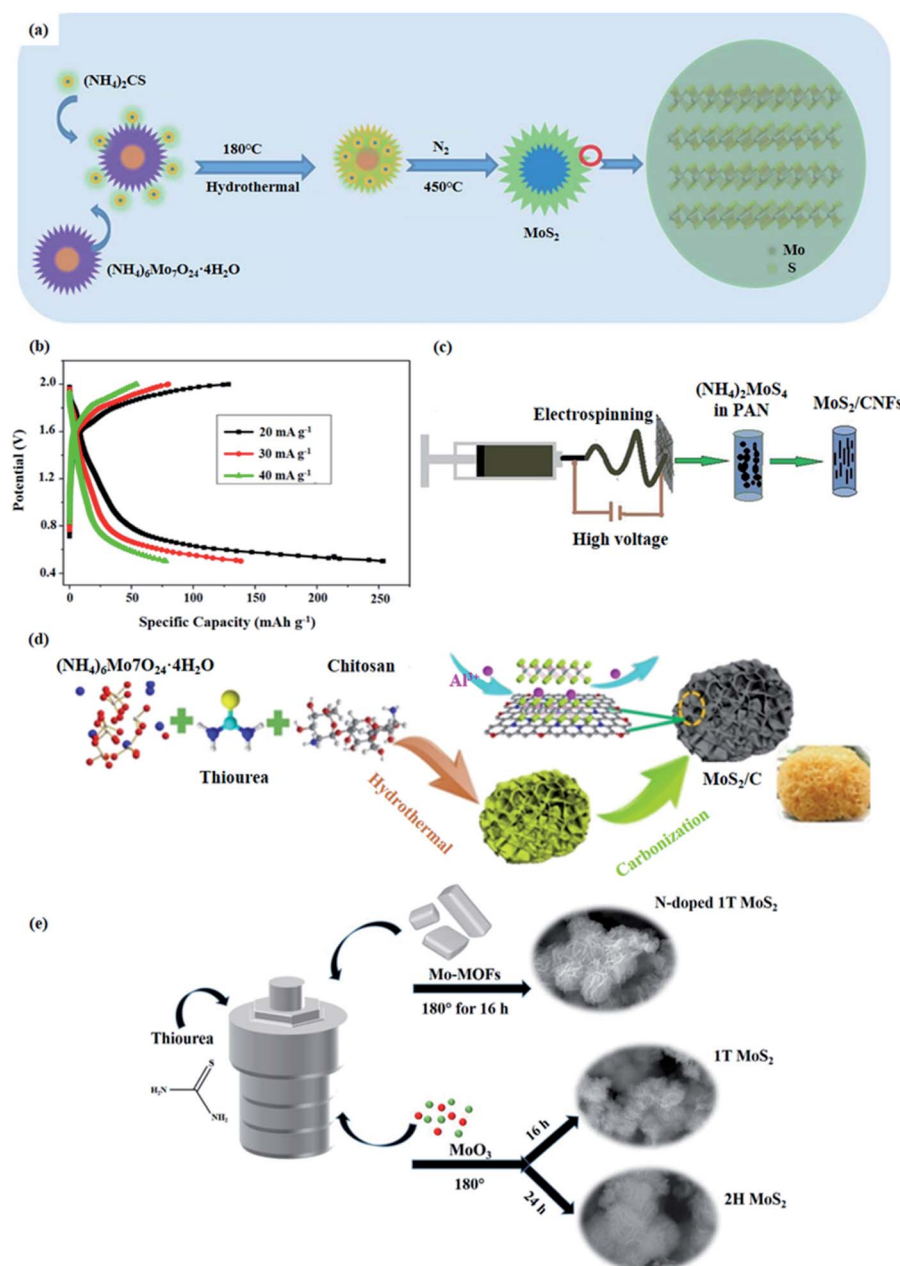 (a)
(NH₄)₂CS
180°C
Hydrothermal
N₂
450°C
MoS₂
(NH₄)₆Mo₇O₂₄·4H₂O
Mo
S
(b)
2.0
1.6
1.2
0.8
0.4
Potential (V)
20 mA g⁻¹
30 mA g⁻¹
40 mA g⁻¹
0
50
100
150
200
250
Specific Capacity (mAh g⁻¹)
(c)
Electrospinning
High voltage
(NH₄)₂MoS₄
in PAN
MoS₂/CNFs
(d)
(NH₄)₆Mo7O₂₄·4H₂O
Thiourea
Chitosan
Hydrothermal
Al³⁺
Carbonization
MoS₂/C
(e)
Thiourea
S
H₂N
NH₂
Mo-MOFs
180° for 16 h
N-doped 1T MoS₂
MoO₃
180°
16 h
1T MoS₂
24 h
2H MoS₂